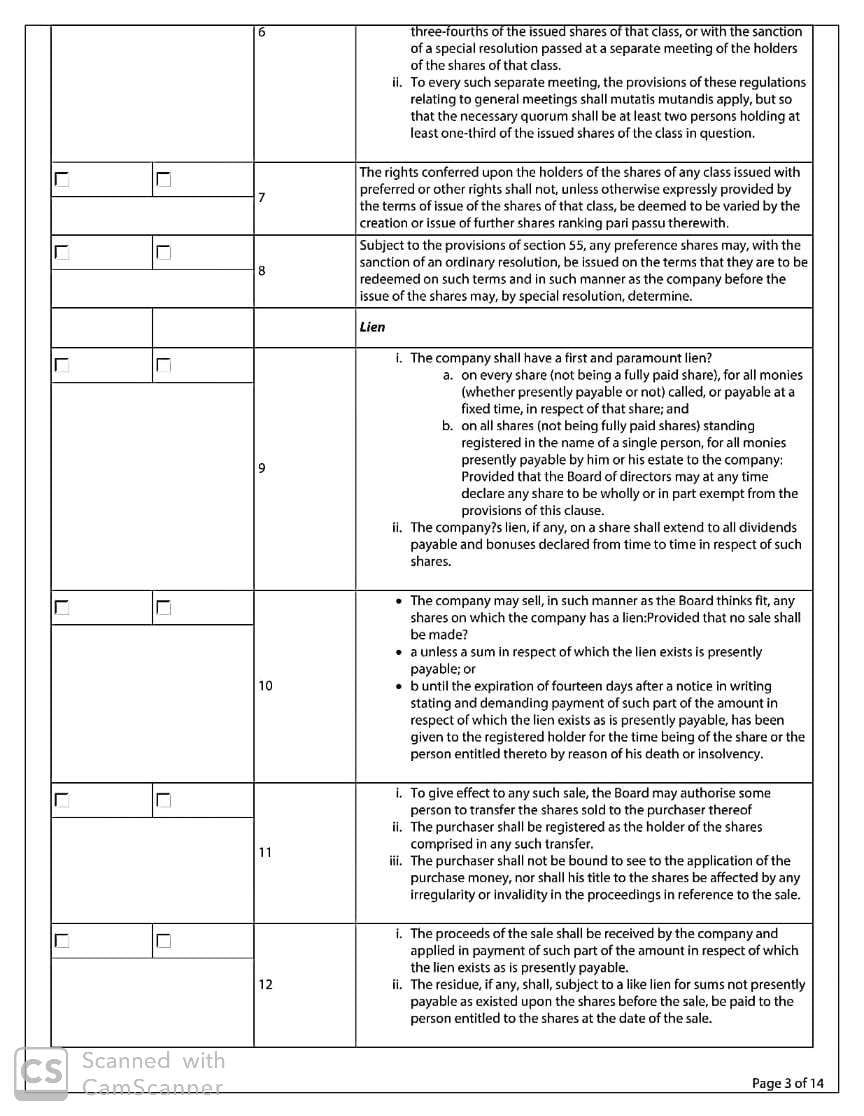 6
three-fourths of the issued shares of that class, or with the sanction
of a special resolution passed at a separate meeting of the holders
of the shares of that class.
ii. To every such separate meeting, the provisions of these regulations
relating to general meetings shall mutatis mutandis apply, but so
that the necessary quorum shall be at least two persons holding at
least one-third of the issued shares of the class in question.
7
The rights conferred upon the holders of the shares of any class issued with
preferred or other rights shall not, unless otherwise expressly provided by
the terms of issue of the shares of that class, be deemed to be varied by the
creation or issue of further shares ranking pari passu therewith.
8
Subject to the provisions of section 55, any preference shares may, with the
sanction of an ordinary resolution, be issued on the terms that they are to be
redeemed on such terms and in such manner as the company before the
issue of the shares may, by special resolution, determine.
Lien
9
i. The company shall have a first and paramount lien?
a. on every share (not being a fully paid share), for all monies
(whether presently payable or not) called, or payable at a
fixed time, in respect of that share; and
b. on all shares (not being fully paid shares) standing
registered in the name of a single person, for all monies
presently payable by him or his estate to the company:
Provided that the Board of directors may at any time
declare any share to be wholly or in part exempt from the
provisions of this clause.
ii. The company?s lien, if any, on a share shall extend to all dividends
payable and bonuses declared from time to time in respect of such
shares.
10
• The company may sell, in such manner as the Board thinks fit, any
shares on which the company has a lien:Provided that no sale shall
be made?
• a unless a sum in respect of which the lien exists is presently
payable; or
• b until the expiration of fourteen days after a notice in writing
stating and demanding payment of such part of the amount in
respect of which the lien exists as is presently payable, has been
given to the registered holder for the time being of the share or the
person entitled thereto by reason of his death or insolvency.
11
i. To give effect to any such sale, the Board may authorise some
person to transfer the shares sold to the purchaser thereof
ii. The purchaser shall be registered as the holder of the shares
comprised in any such transfer.
iii. The purchaser shall not be bound to see to the application of the
purchase money, nor shall his title to the shares be affected by any
irregularity or invalidity in the proceedings in reference to the sale.
12
i. The proceeds of the sale shall be received by the company and
applied in payment of such part of the amount in respect of which
the lien exists as is presently payable.
ii. The residue, if any, shall, subject to a like lien for sums not presently
payable as existed upon the shares before the sale, be paid to the
person entitled to the shares at the date of the sale.
CS Scanned with
CamScanner
Page 3 of 14